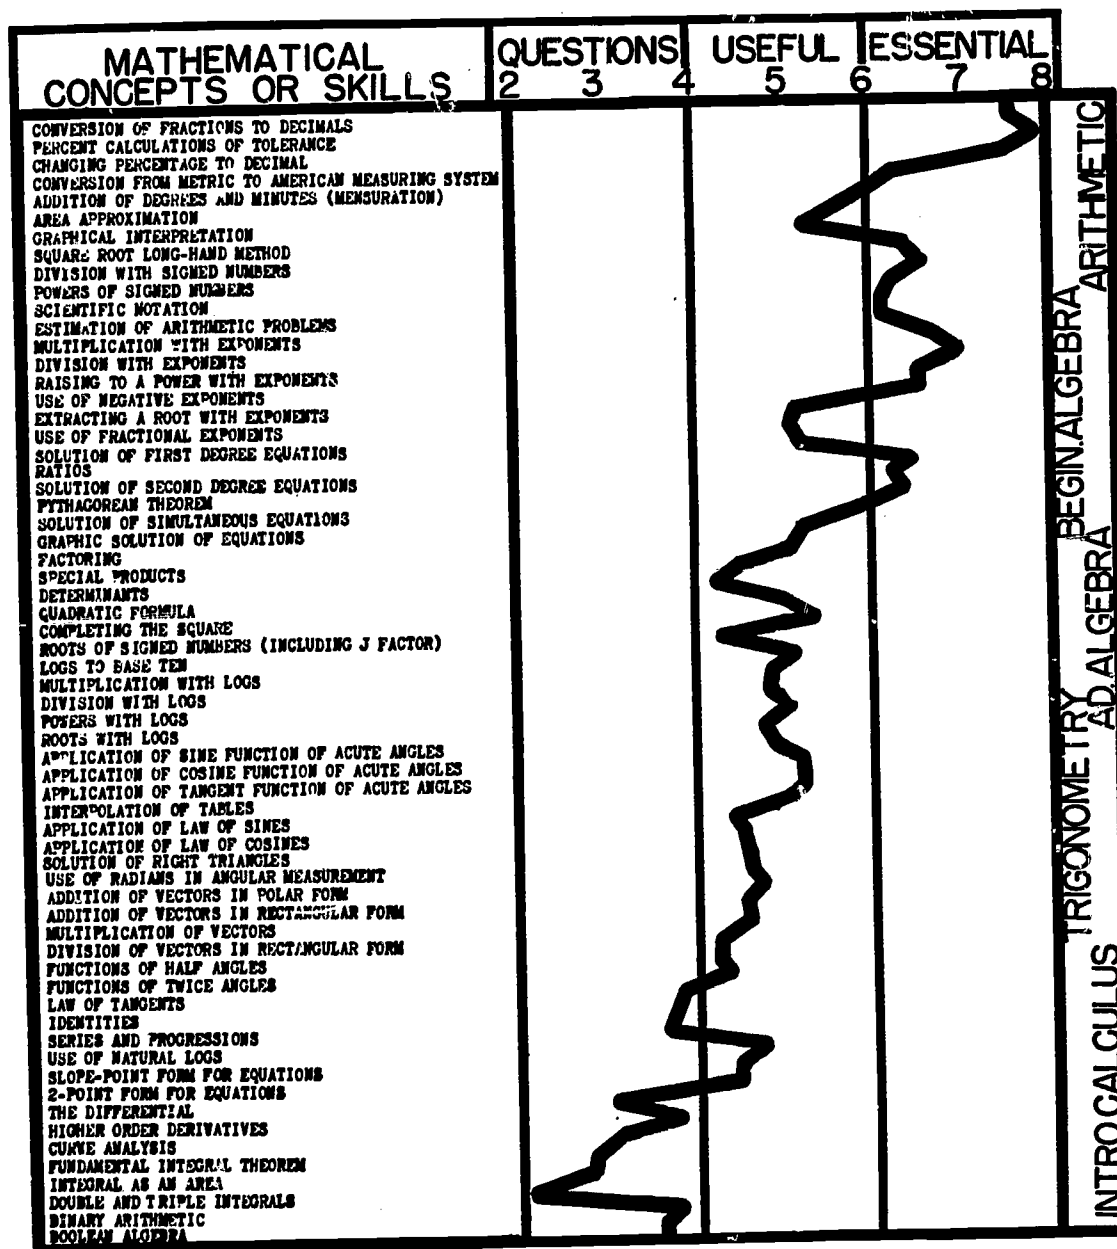 MATHEMATICAL
CONCEPTS OR SKILLS
QUESTIONS USEFUL ESSENTIAL
2 3 4 5 6 7 8
CONVERSION OF FRACTIONS TO DECIMALS
PERCENT CALCULATIONS OF TOLERANCE
CHANGING PERCENTAGE TO DECIMAL
CONVERSION FROM METRIC TO AMERICAN MEASURING SYSTEM
ADDITION OF DEGREES AND MINUTES (MENSURATION)
AREA APPROXIMATION
GRAPHICAL INTERPRETATION
SQUARE ROOT LONG-HAND METHOD
DIVISION WITH SIGNED NUMBERS
POWERS OF SIGNED NUMBERS
SCIENTIFIC NOTATION
ESTIMATION OF ARITHMETIC PROBLEMS
MULTIPLICATION WITH EXPONENTS
DIVISION WITH EXPONENTS
RAISING TO A POWER WITH EXPONENTS
USE OF NEGATIVE EXPONENTS
EXTRACTING A ROOT WITH EXPONENTS
USE OF FRACTIONAL EXPONENTS
SOLUTION OF FIRST DEGREE EQUATIONS
RATIOS
SOLUTION OF SECOND DEGREE EQUATIONS
PYTHAGOREAN THEOREM
SOLUTION OF SIMULTANEOUS EQUATIONS
GRAPHIC SOLUTION OF EQUATIONS
FACTORING
SPECIAL PRODUCTS
DETERMINANTS
QUADRATIC FORMULA
COMPLETING THE SQUARE
ROOTS OF SIGNED NUMBERS (INCLUDING J FACTOR)
LOGS TO BASE TEN
MULTIPLICATION WITH LOGS
DIVISION WITH LOGS
POWERS WITH LOGS
ROOTS WITH LOGS
APPLICATION OF SINE FUNCTION OF ACUTE ANGLES
APPLICATION OF COSINE FUNCTION OF ACUTE ANGLES
APPLICATION OF TANGENT FUNCTION OF ACUTE ANGLES
INTERPOLATION OF TABLES
APPLICATION OF LAW OF SINES
APPLICATION OF LAW OF COSINES
SOLUTION OF RIGHT TRIANGLES
USE OF RADIANS IN ANGULAR MEASUREMENT
ADDITION OF VECTORS IN POLAR FORM
ADDITION OF VECTORS IN RECTANGULAR FORM
MULTIPLICATION OF VECTORS
DIVISION OF VECTORS IN RECTANGULAR FORM
FUNCTIONS OF HALF ANGLES
FUNCTIONS OF TWICE ANGLES
LAW OF TANGENTS
IDENTITIES
SERIES AND PROGRESSIONS
USE OF NATURAL LOGS
SLOPE-POINT FORM FOR EQUATIONS
2-POINT FORM FOR EQUATIONS
THE DIFFERENTIAL
HIGHER ORDER DERIVATIVES
CURVE ANALYSIS
FUNDAMENTAL INTEGRAL THEOREM
INTEGRAL AS AN AREA
DOUBLE AND TRIPLE INTEGRALS
BINARY ARITHMETIC
BOOLEAN ALGEBRA
ARITHMETIC
BEGIN.ALGEBRA
AD.ALGEBRA
TRIGONOMETRY
INTRO CALCULUS